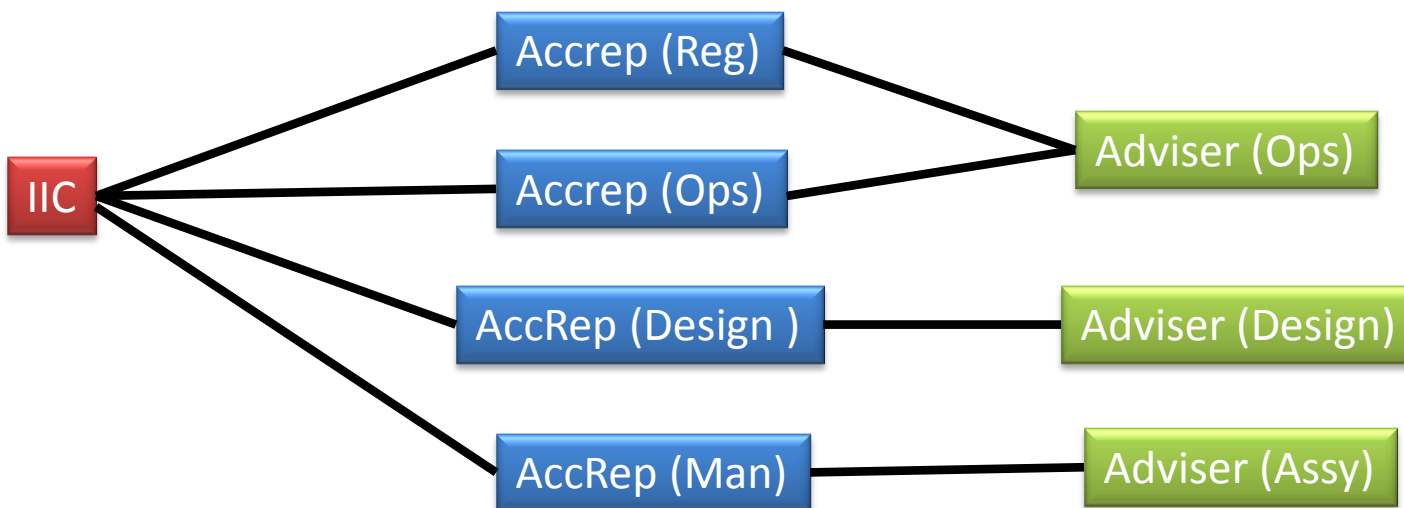 IIC
Accrep (Reg)
Accrep (Ops)
AccRep (Design )
AccRep (Man)
Adviser (Ops)
Adviser (Design)
Adviser (Assy)